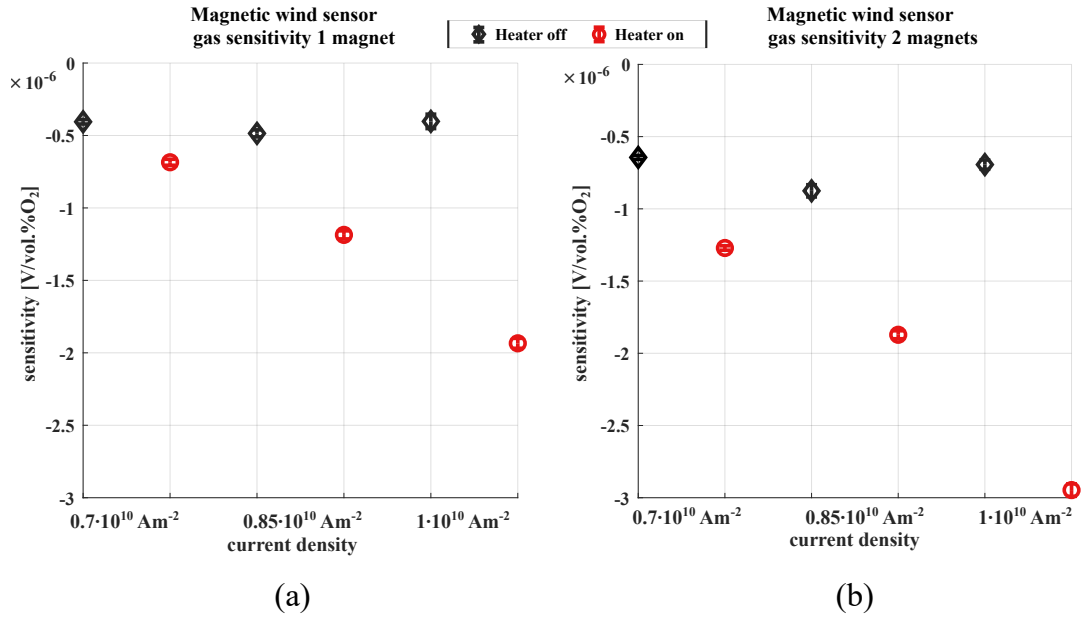 Magnetic wind sensor
gas sensitivity 1 magnet
Heater off
Heater on
Magnetic wind sensor
gas sensitivity 2 magnets
× 10⁻⁶
0
-0.5
-1
-1.5
-2
-2.5
-3
sensitivity [V/vol.%O₂]
0.7·10¹⁰ Am⁻²
0.85·10¹⁰ Am⁻²
1·10¹⁰ Am⁻²
current density
(a)
× 10⁻⁶
0
-0.5
-1
-1.5
-2
-2.5
-3
sensitivity [V/vol.%O₂]
0.7·10¹⁰ Am⁻²
0.85·10¹⁰ Am⁻²
1·10¹⁰ Am⁻²
current density
(b)